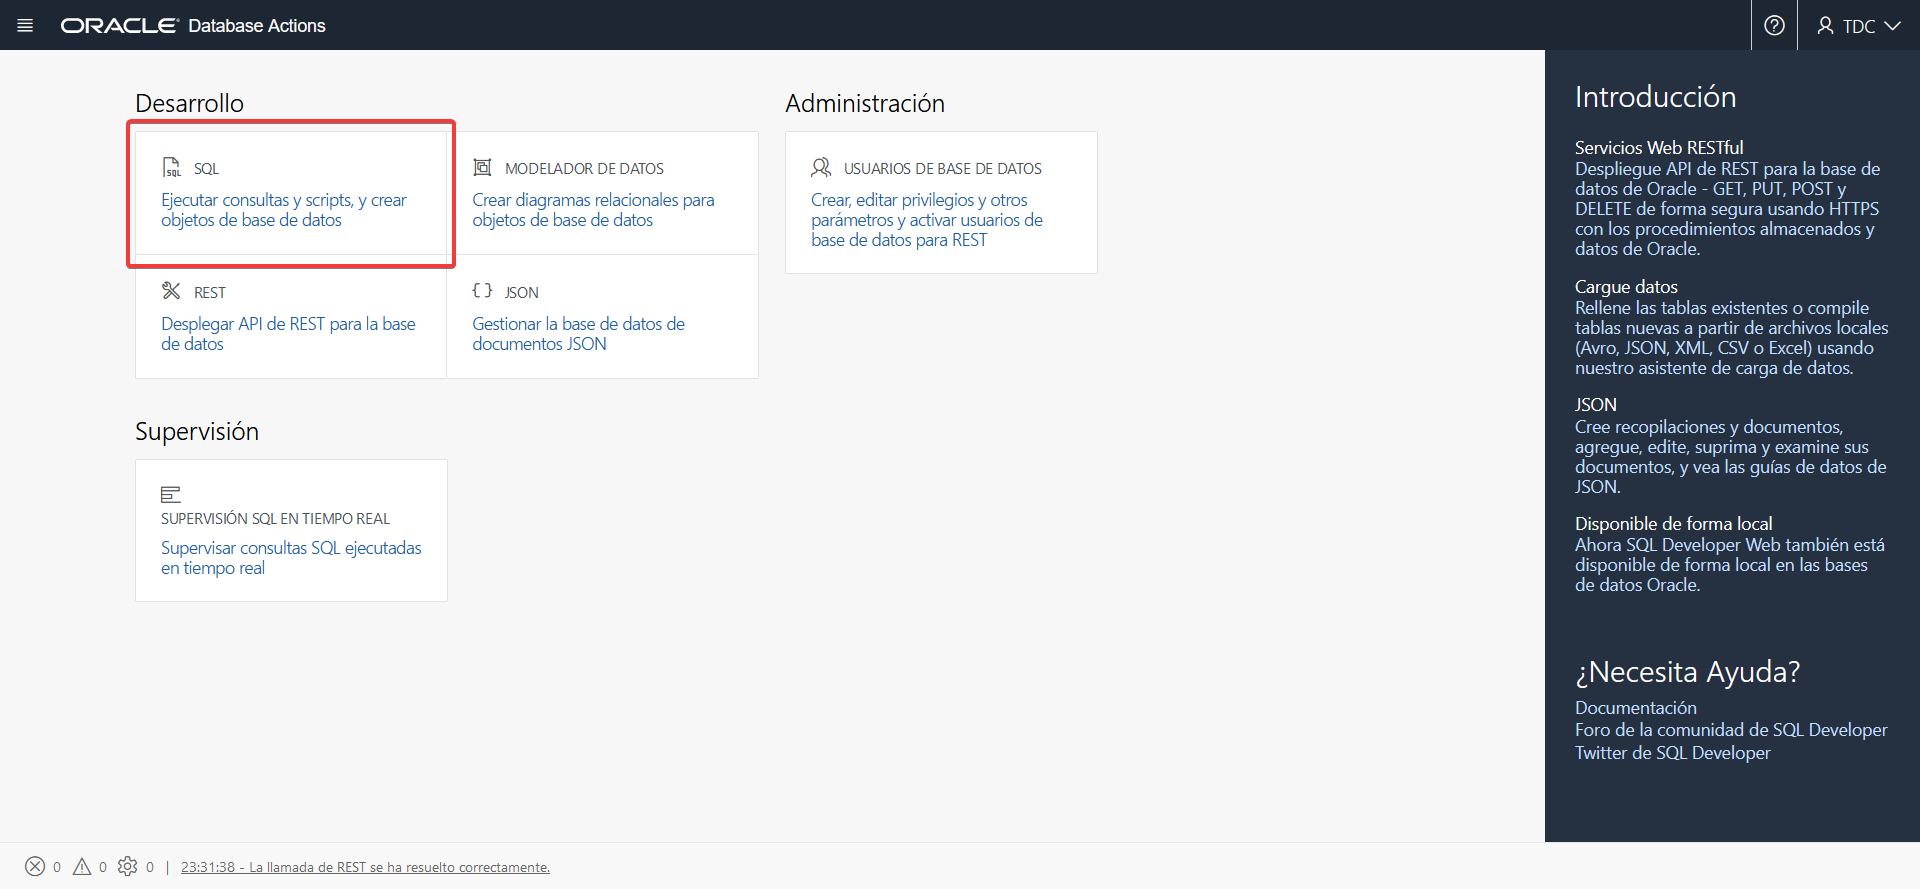 ORACLE Database Actions
TDC
Desarrollo
SQL
Ejecutar consultas y scripts, y crear
objetos de base de datos
MODELADOR DE DATOS
Crear diagramas relacionales para
objetos de base de datos
REST
Desplegar API de REST para la base
de datos
JSON
Gestionar la base de datos de
documentos JSON
Administración
USUARIOS DE BASE DE DATOS
Crear, editar privilegios y otros
parámetros y activar usuarios de
base de datos para REST
Supervisión
SUPERVISIÓN SQL EN TIEMPO REAL
Supervisar consultas SQL ejecutadas
en tiempo real
Introducción
Servicios Web RESTful
Despliegue API de REST para la base de
datos de Oracle - GET, PUT, POST y
DELETE de forma segura usando HTTPS
con los procedimientos almacenados y
datos de Oracle.
Cargue datos
Rellene las tablas existentes o compile
tablas nuevas a partir de archivos locales
(Avro, JSON, XML, CSV o Excel) usando
nuestro asistente de carga de datos.
JSON
Cree recopilaciones y documentos,
agregue, edite, suprima y examine sus
documentos, y vea las guías de datos de
JSON.
Disponible de forma local
Ahora SQL Developer Web también está
disponible de forma local en las bases
de datos Oracle.
¿Necesita Ayuda?
Documentación
Foro de la comunidad de SQL Developer
Twitter de SQL Developer
0 0 0 | 23:31:38 - La llamada de REST se ha resuelto correctamente.